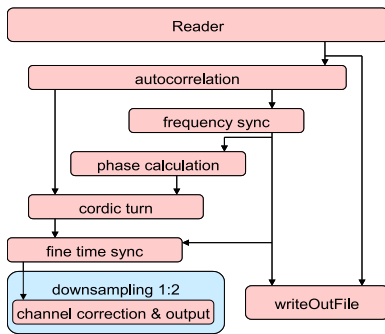 Reader
autocorrelation
frequency sync
phase calculation
cordic turn
fine time sync
downsampling 1:2
channel correction & output
writeOutFile